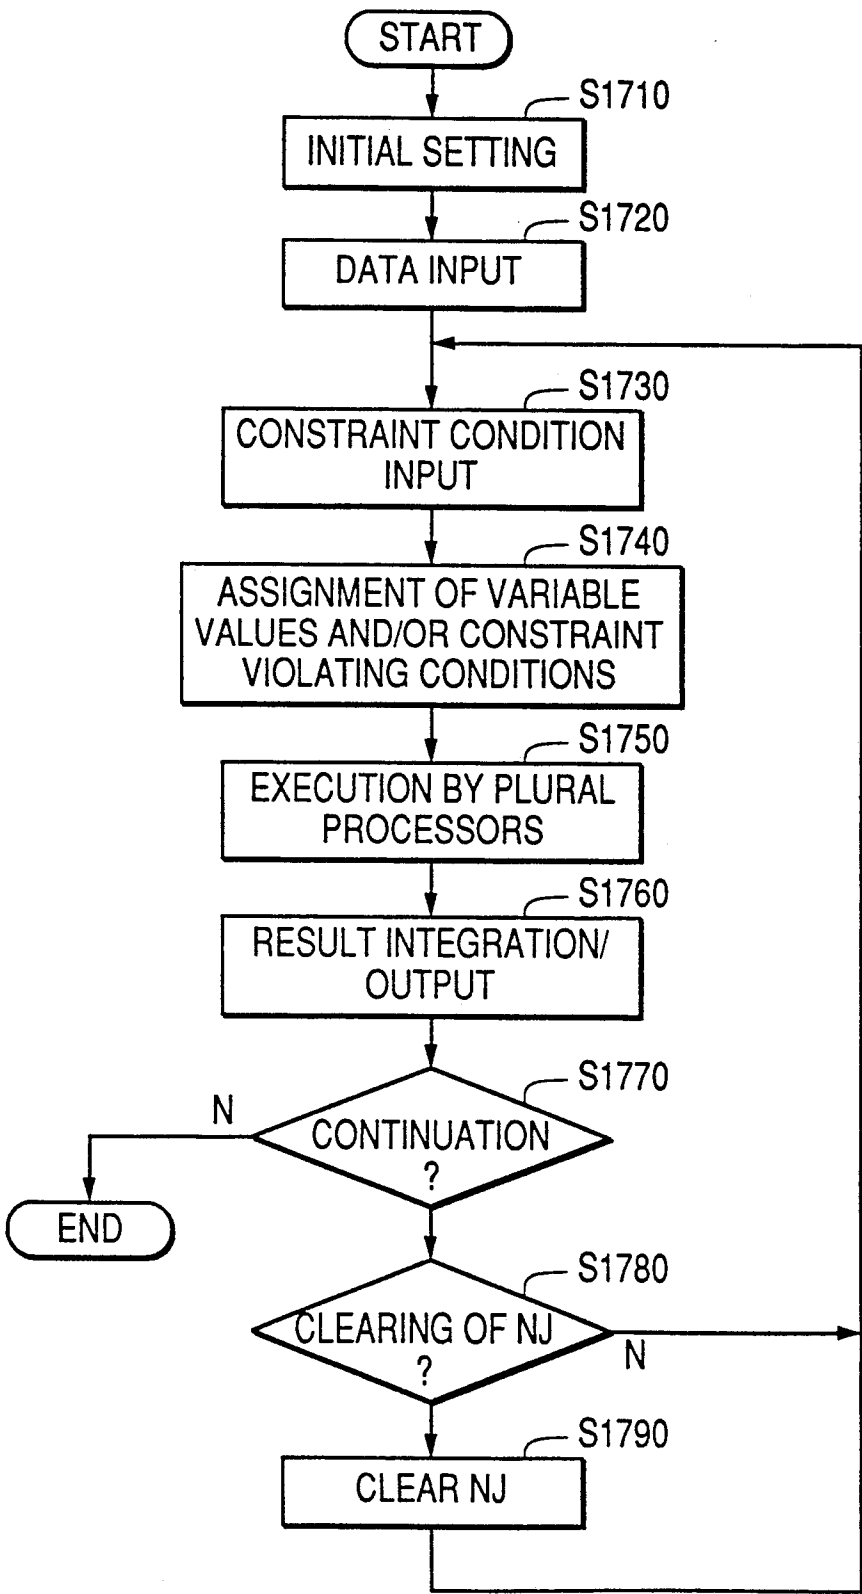 START
S1710
INITIAL SETTING
S1720
DATA INPUT
S1730
CONSTRAINT CONDITION
INPUT
S1740
ASSIGNMENT OF VARIABLE
VALUES AND/OR CONSTRAINT
VIOLATING CONDITIONS
S1750
EXECUTION BY PLURAL
PROCESSORS
S1760
RESULT INTEGRATION/
OUTPUT
S1770
N
CONTINUATION
?
END
S1780
CLEARING OF NJ
?
N
S1790
CLEAR NJ